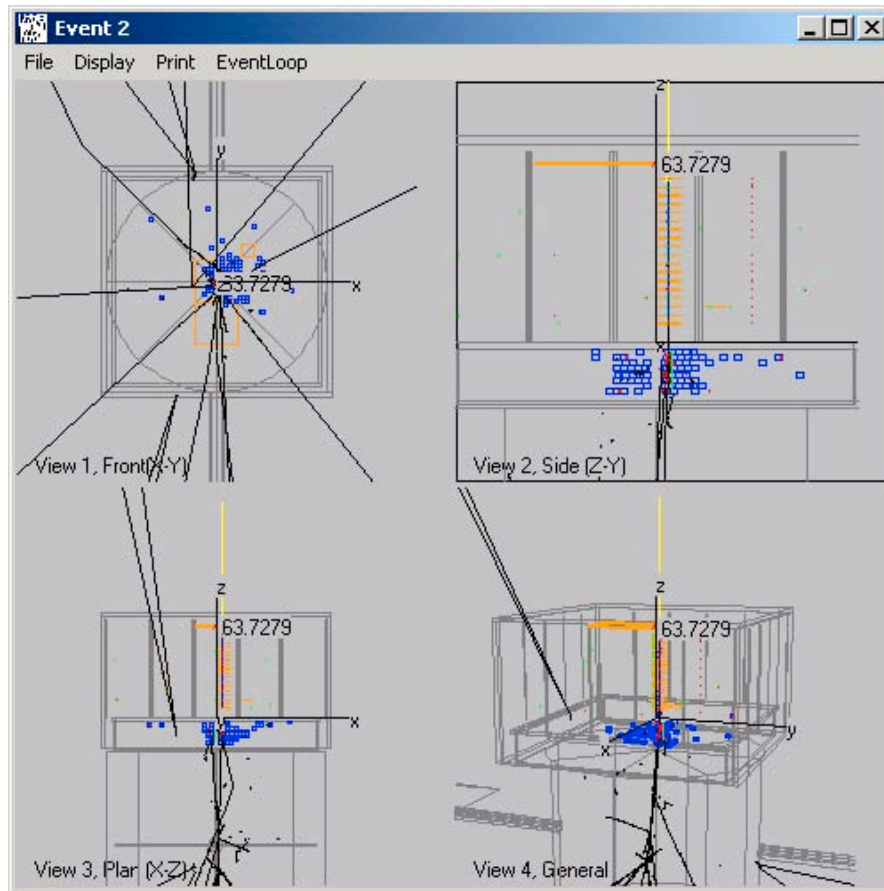 Event 2
File Display Print EventLoop
y
63.7279
x
z
View 1, Front(X-Y)
z
63.7279
View 2, Side (Z-Y)
z
63.7279
x
View 3, Plan (X-Z)
z
63.7279
x
y
View 4, General